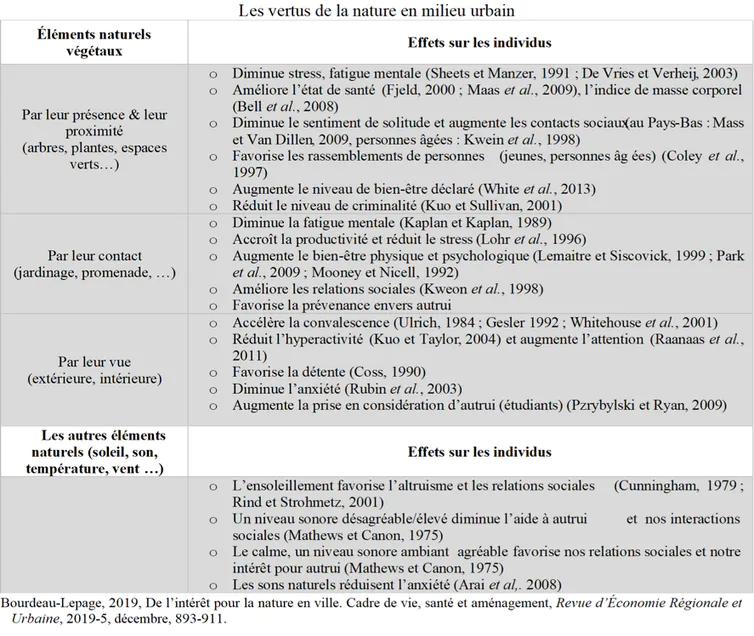 Les vertus de la nature en milieu urbain
Éléments naturels
végétaux
Effets sur les individus
Par leur présence & leur
proximité
(arbres, plantes, espaces
verts…)
o Diminue stress, fatigue mentale (Sheets et Manzer, 1991 ; De Vries et Verheij, 2003)
o Améliore l’état de santé (Fjeld, 2000 ; Maas et al., 2009), l’indice de masse corporel
(Bell et al., 2008)
o Diminue le sentiment de solitude et augmente les contacts sociaux(au Pays-Bas : Mass
et Van Dillen, 2009, personnes âgées : Kwein et al., 1998)
o Favorise les rassemblements de personnes (jeunes, personnes âg ées) (Coley et al.,
1997)
o Augmente le niveau de bien-être déclaré (White et al., 2013)
o Réduit le niveau de criminalité (Kuo et Sullivan, 2001)
Par leur contact
(jardinage, promenade, …)
o Diminue la fatigue mentale (Kaplan et Kaplan, 1989)
o Accroît la productivité et réduit le stress (Lohr et al., 1996)
o Augmente le bien-être physique et psychologique (Lemaitre et Siscovick, 1999 ; Park
et al., 2009 ; Mooney et Nicell, 1992)
o Améliore les relations sociales (Kweon et al., 1998)
o Favorise la prévenance envers autrui
Par leur vue
(extérieure, intérieure)
o Accélère la convalescence (Ulrich, 1984 ; Gesler 1992 ; Whitehouse et al., 2001)
o Réduit l’hyperactivité (Kuo et Taylor, 2004) et augmente l’attention (Raanaas et al.,
2011)
o Favorise la détente (Coss, 1990)
o Diminue l’anxiété (Rubin et al., 2003)
o Augmente la prise en considération d’autrui (étudiants) (Pzrybylski et Ryan, 2009)
Les autres éléments
naturels (soleil, son,
température, vent …)
Effets sur les individus
o L’ensoleillement favorise l’altruisme et les relations sociales (Cunningham, 1979 ;
Rind et Strohmetz, 2001)
o Un niveau sonore désagréable/élevé diminue l’aide à autrui et nos interactions
sociales (Mathews et Canon, 1975)
o Le calme, un niveau sonore ambiant agréable favorise nos relations sociales et notre
intérêt pour autrui (Mathews et Canon, 1975)
o Les sons naturels réduisent l’anxiété (Arai el,. 2008)
Bourdeau-Lepage, 2019, De l’intérêt pour la nature en ville. Cadre de vie, santé et aménagement, Revue d’Économie Régionale et
Urbaine, 2019-5, décembre, 893-911.